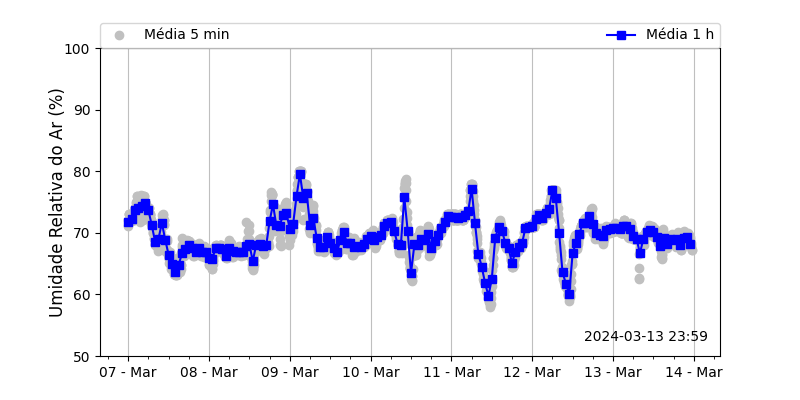 Média 5 min
Média 1 h
Umidade Relativa do Ar (%)
100
90
80
70
60
50
2024-03-13 23:59
07 - Mar
08 - Mar
09 - Mar
10 - Mar
11 - Mar
12 - Mar
13 - Mar
14 - Mar